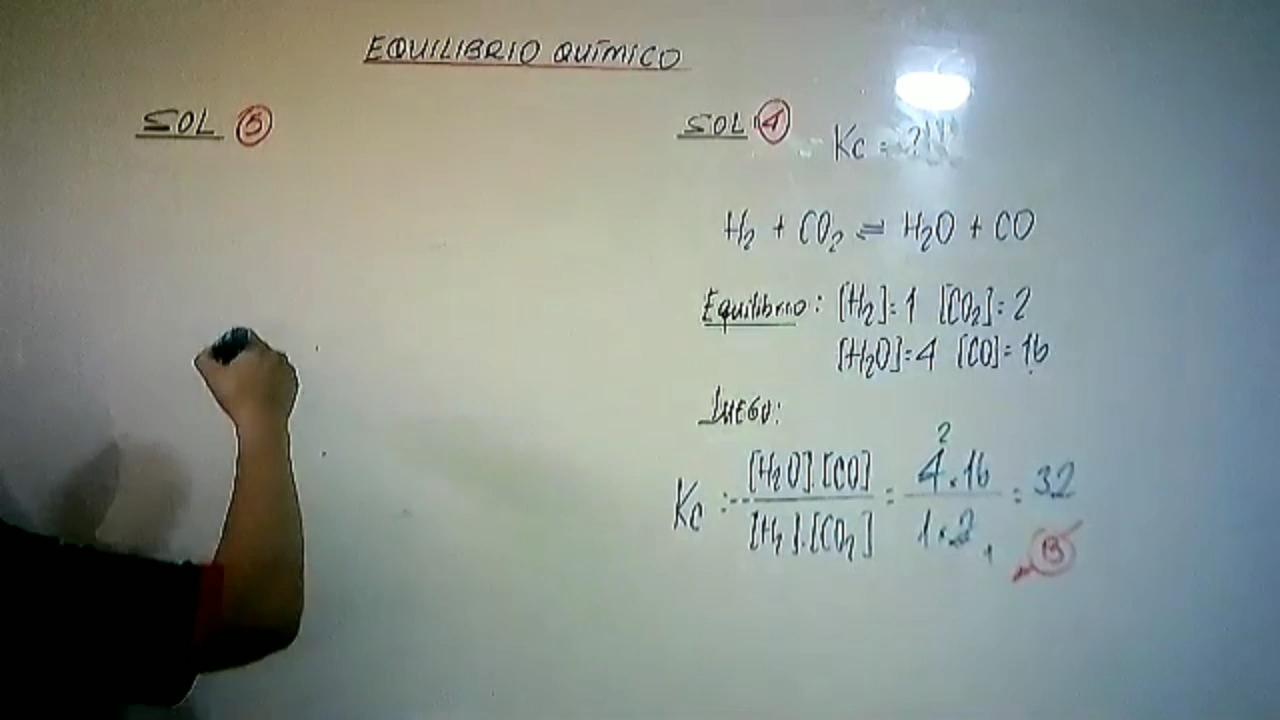 EQUILIBRIO QUÍMICO
SOL 5
SOL 4 Kc = ?!!!
H₂ + CO₂ ⇌ H₂O + CO
Equilibrio: [H₂]=1 [CO₂]=2
[H₂O]=4 [CO]=16
LUEGO:
2
Kc = [H₂O].[CO] / [H₂].[CO₂] = 4.16 / 1.2 = 32
1
B